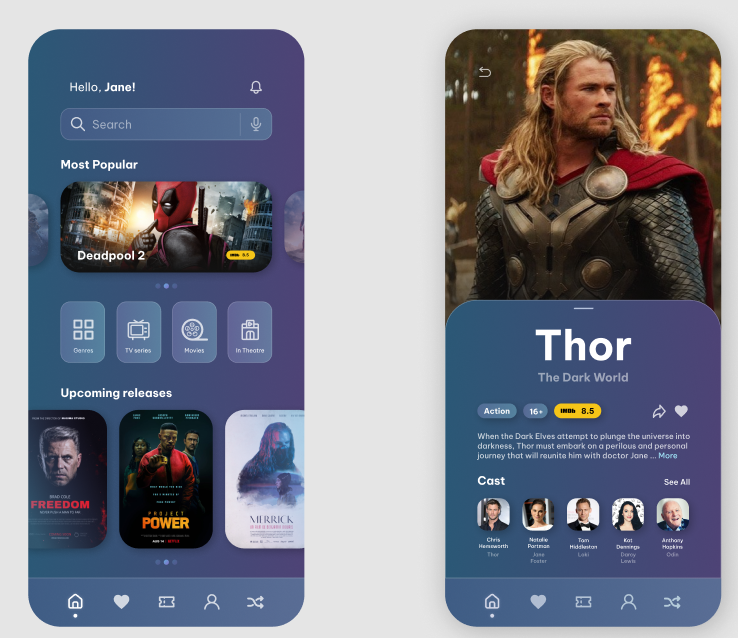 Hello, Jane!
Search
Most Popular
Deadpool 2
IMDb 8.5
Genres
TV series
Movies
In Theatre
Upcoming releases
FREEDOM
PROJECT
POWER
MERRICK
Thor
The Dark World
Action
16+
IMDb 8.5
When the Dark Elves attempt to plunge the universe into
darkness, Thor must embark on a perilous and personal
journey that will reunite him with doctor Jane ... More
Cast
See All
Chris
Hemsworth
Thor
Natalie
Portman
Jane
Foster
Tom
Hiddleston
Loki
Kat
Dennings
Darcy
Lewis
Anthony
Hopkins
Odin